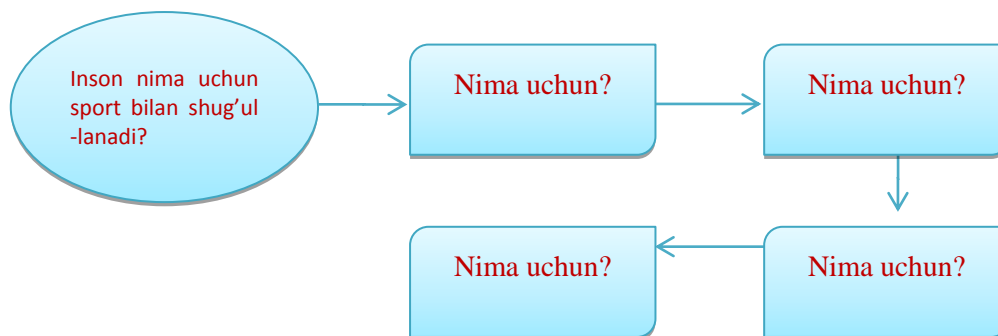 Inson nima uchun
sport bilan shug’ul
-lanadi?
Nima uchun?
Nima uchun?
Nima uchun?
Nima uchun?